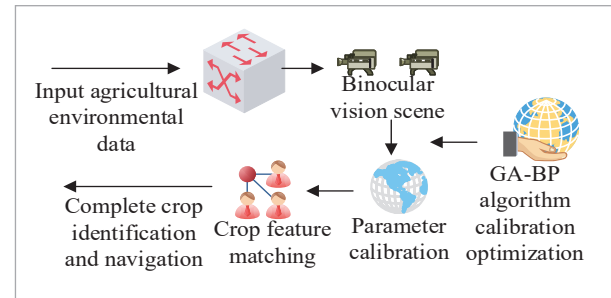 Input agricultural
environmental
data
Binocular
vision scene
GA-BP
algorithm
calibration
optimization
Parameter
calibration
Crop feature
matching
Complete crop
identification
and navigation